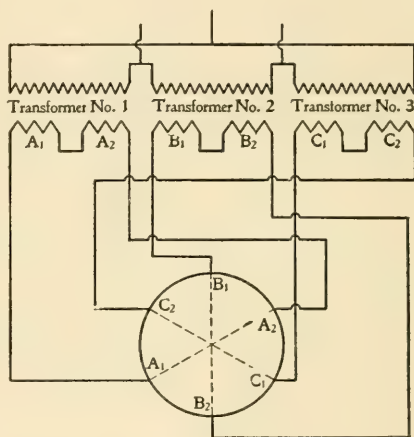 Transformer No. 1 Transformer No. 2 Transformer No. 3
A1 A2 B1 B2 C1 C2
B1
C2
A2
A1
C1
B2